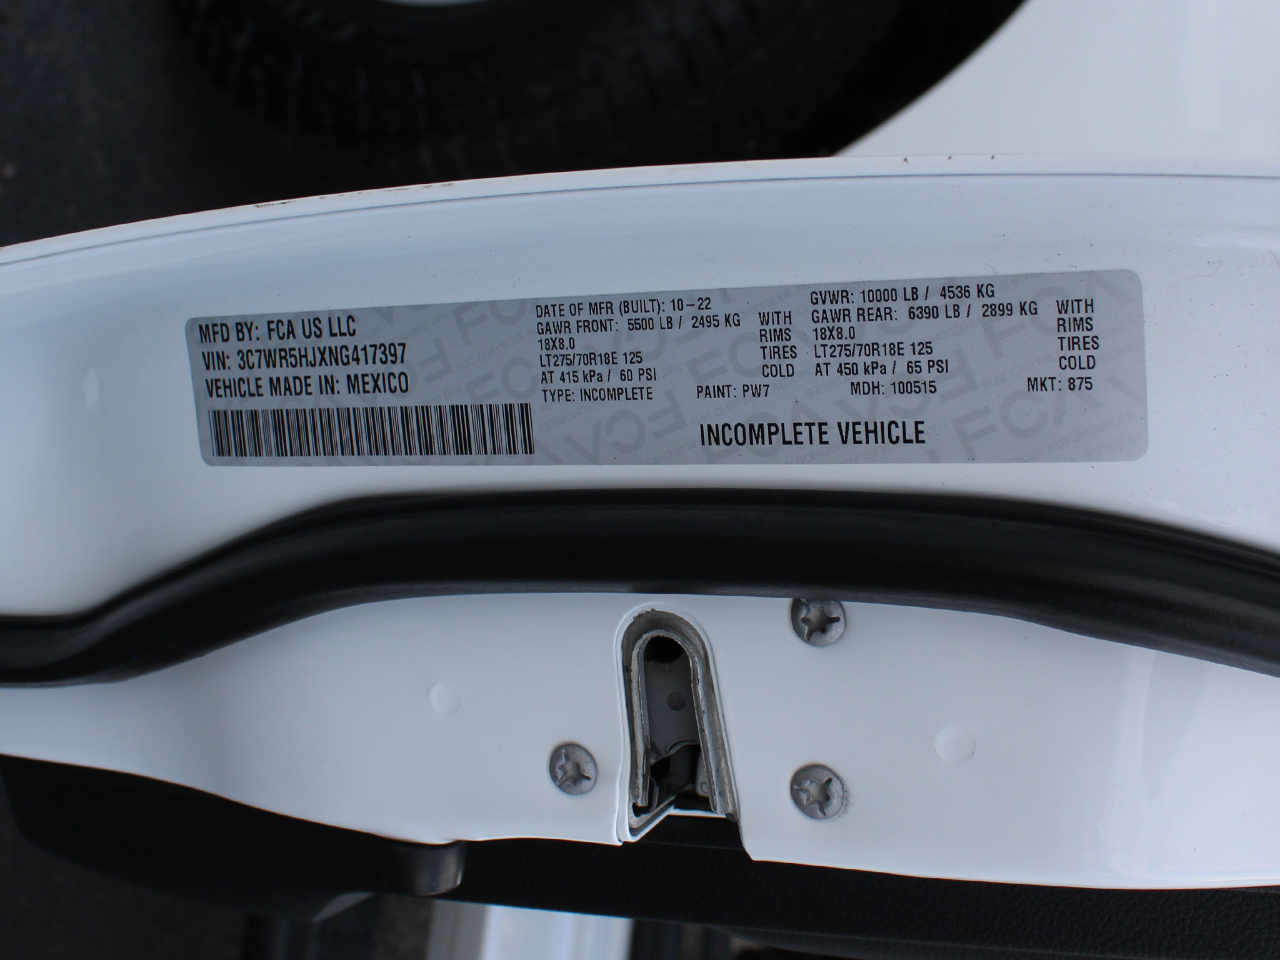 MFD BY: FCA US LLC
VIN: 3C7WR5HJXNG417397
VEHICLE MADE IN: MEXICO
DATE OF MFR (BUILT): 10-22
GAWR FRONT: 5500 LB / 2495 KG WITH
18X8.0 RIMS
LT275/70R18E 125 TIRES
AT 415 kPa / 60 PSI COLD
TYPE: INCOMPLETE PAINT: PW7
GVWR: 10000 LB / 4536 KG
GAWR REAR: 6390 LB / 2899 KG WITH
18X8.0 RIMS
LT275/70R18E 125 TIRES
AT 450 kPa / 65 PSI COLD
MDH: 100515 MKT: 875
INCOMPLETE VEHICLE
FCA